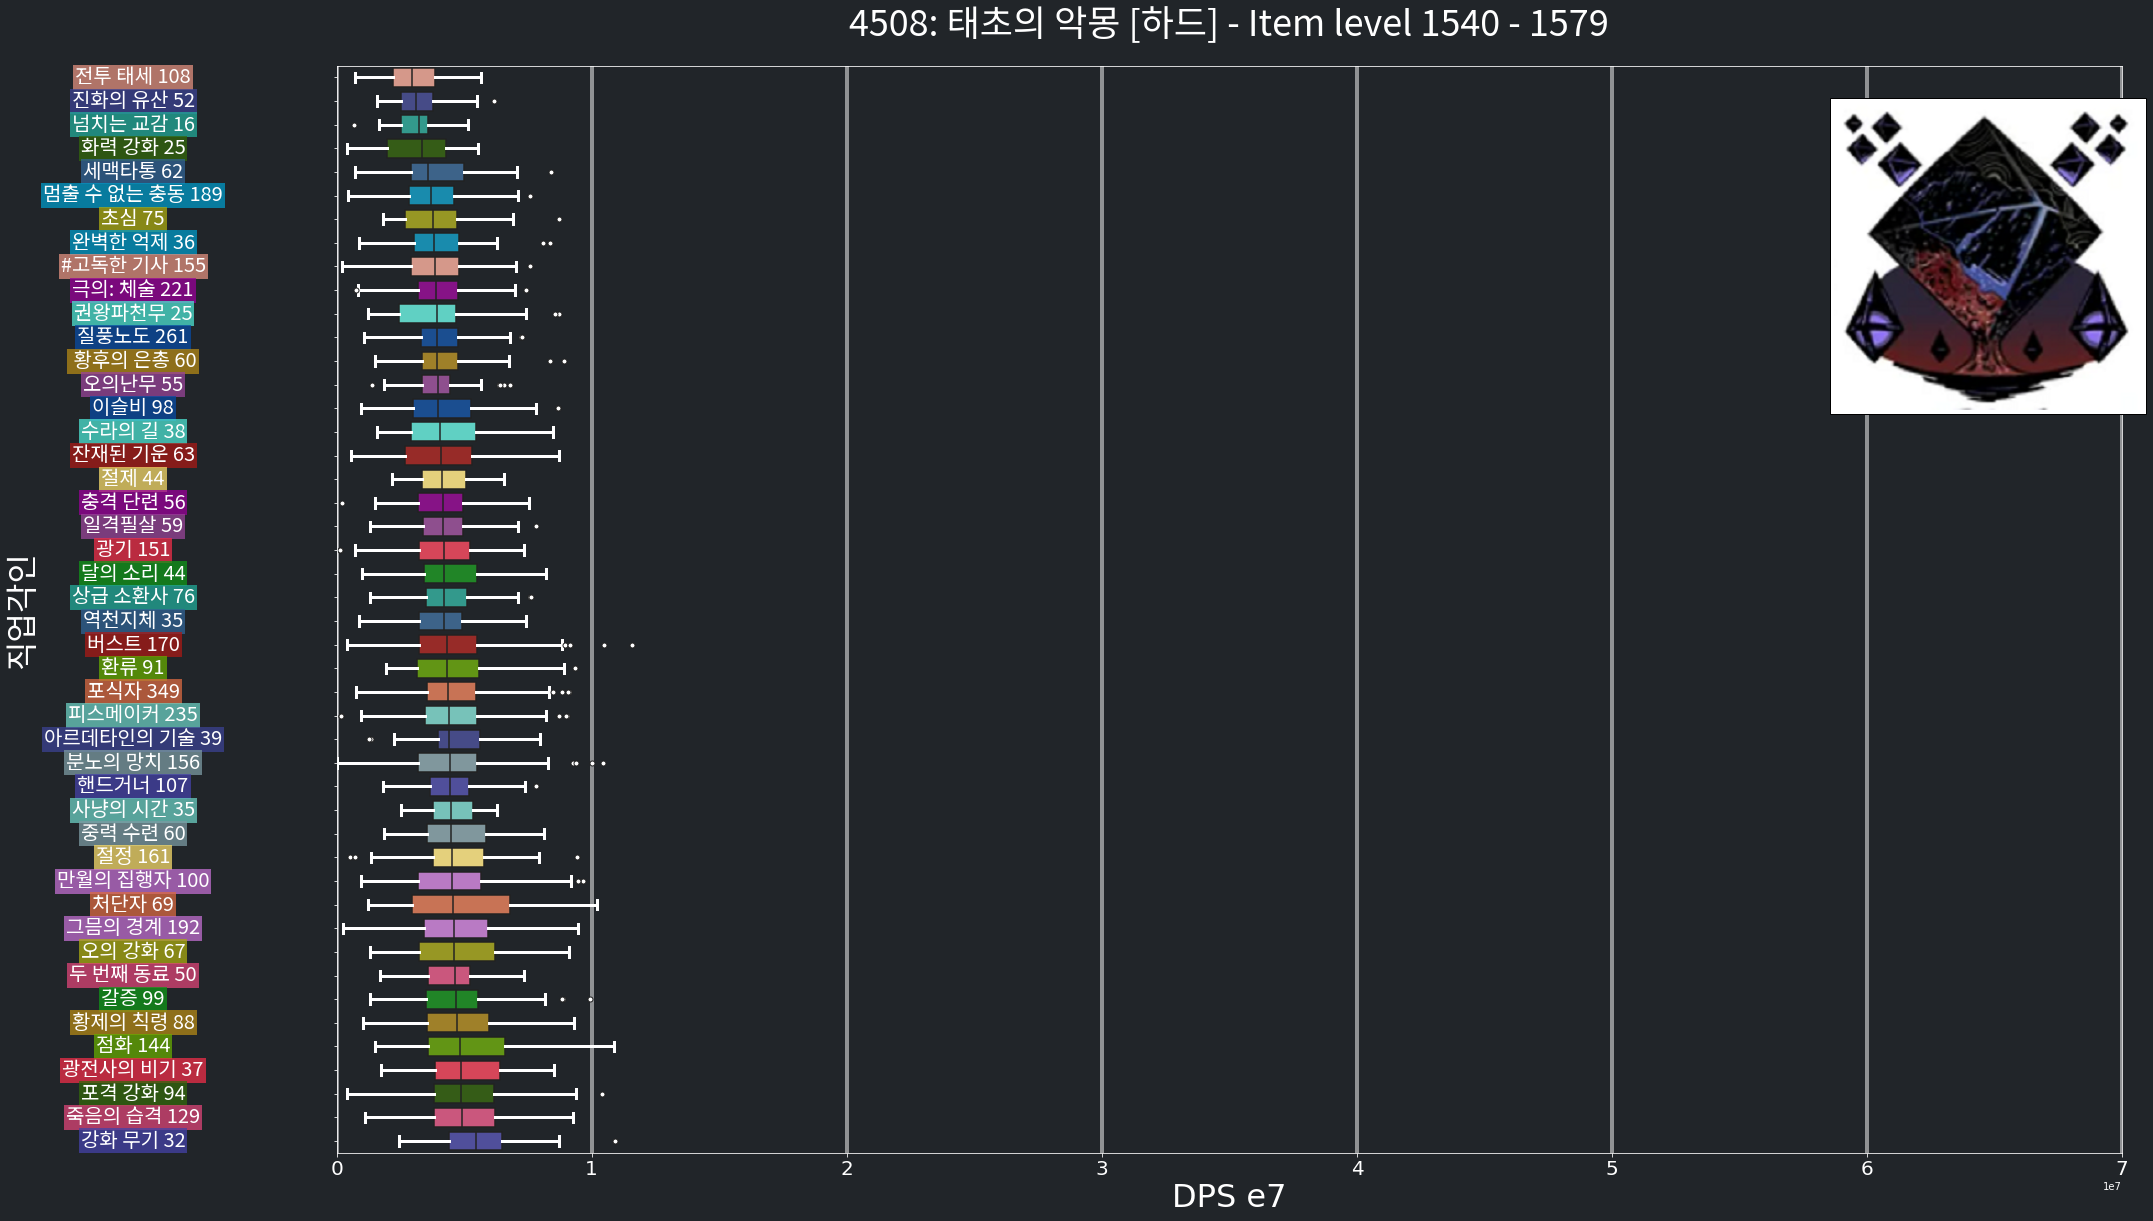 4508: 태초의 악몽 [하드] - Item level 1540 - 1579
전투 태세 108
진화의 유산 52
넘치는 교감 16
화력 강화 25
세맥타통 62
멈출 수 없는 충동 189
초심 75
완벽한 억제 36
#고독한 기사 155
극의: 체술 221
권왕파천무 25
질풍노도 261
황후의 은총 60
오의난무 55
이슬비 98
수라의 길 38
잔재된 기운 63
절제 44
충격 단련 56
일격필살 59
광기 151
달의 소리 44
상급 소환사 76
역천지체 35
버스트 170
환류 91
포식자 349
피스메이커 235
아르데타인의 기술 39
분노의 망치 156
핸드거너 107
사냥의 시간 35
중력 수련 60
절정 161
만월의 집행자 100
처단자 69
그믐의 경계 192
오의 강화 67
두 번째 동료 50
갈증 99
황제의 칙령 88
점화 144
광전사의 비기 37
포격 강화 94
죽음의 습격 129
강화 무기 32
직업각인
0 1 2 3 4 5 6 7
1e7
DPS e7